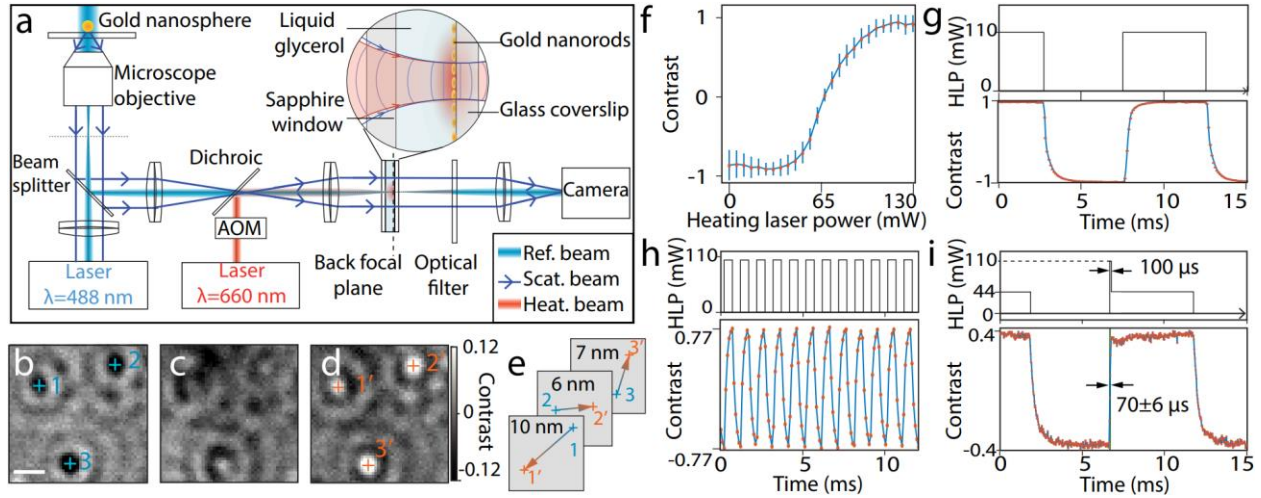 a
Gold nanosphere
Microscope
objective
Beam
splitter
Dichroic
AOM
Laser
λ=488 nm
Laser
λ=660 nm
Liquid
glycerol
Sapphire
window
Gold nanorods
Glass coverslip
Camera
Back focal
plane
Optical
filter
Ref. beam
Scat. beam
Heat. beam
b
1
2
3
c
d
1'
2'
3'
0.12
0
-0.12
Contrast
e
7 nm
3'
3
6 nm
2
2'
10 nm
1
1'
f
Contrast
1
0
-1
0
65
130
Heating laser power (mW)
g
HLP (mW)
110
0
Contrast
1
-1
0
5
10
15
Time (ms)
h
HLP (mW)
110
0
Contrast
0.77
-0.77
0
5
10
Time (ms)
i
HLP (mW)
110
44
0
100 µs
Contrast
0.4
-0.4
70±6 µs
0
5
10
15
Time (ms)